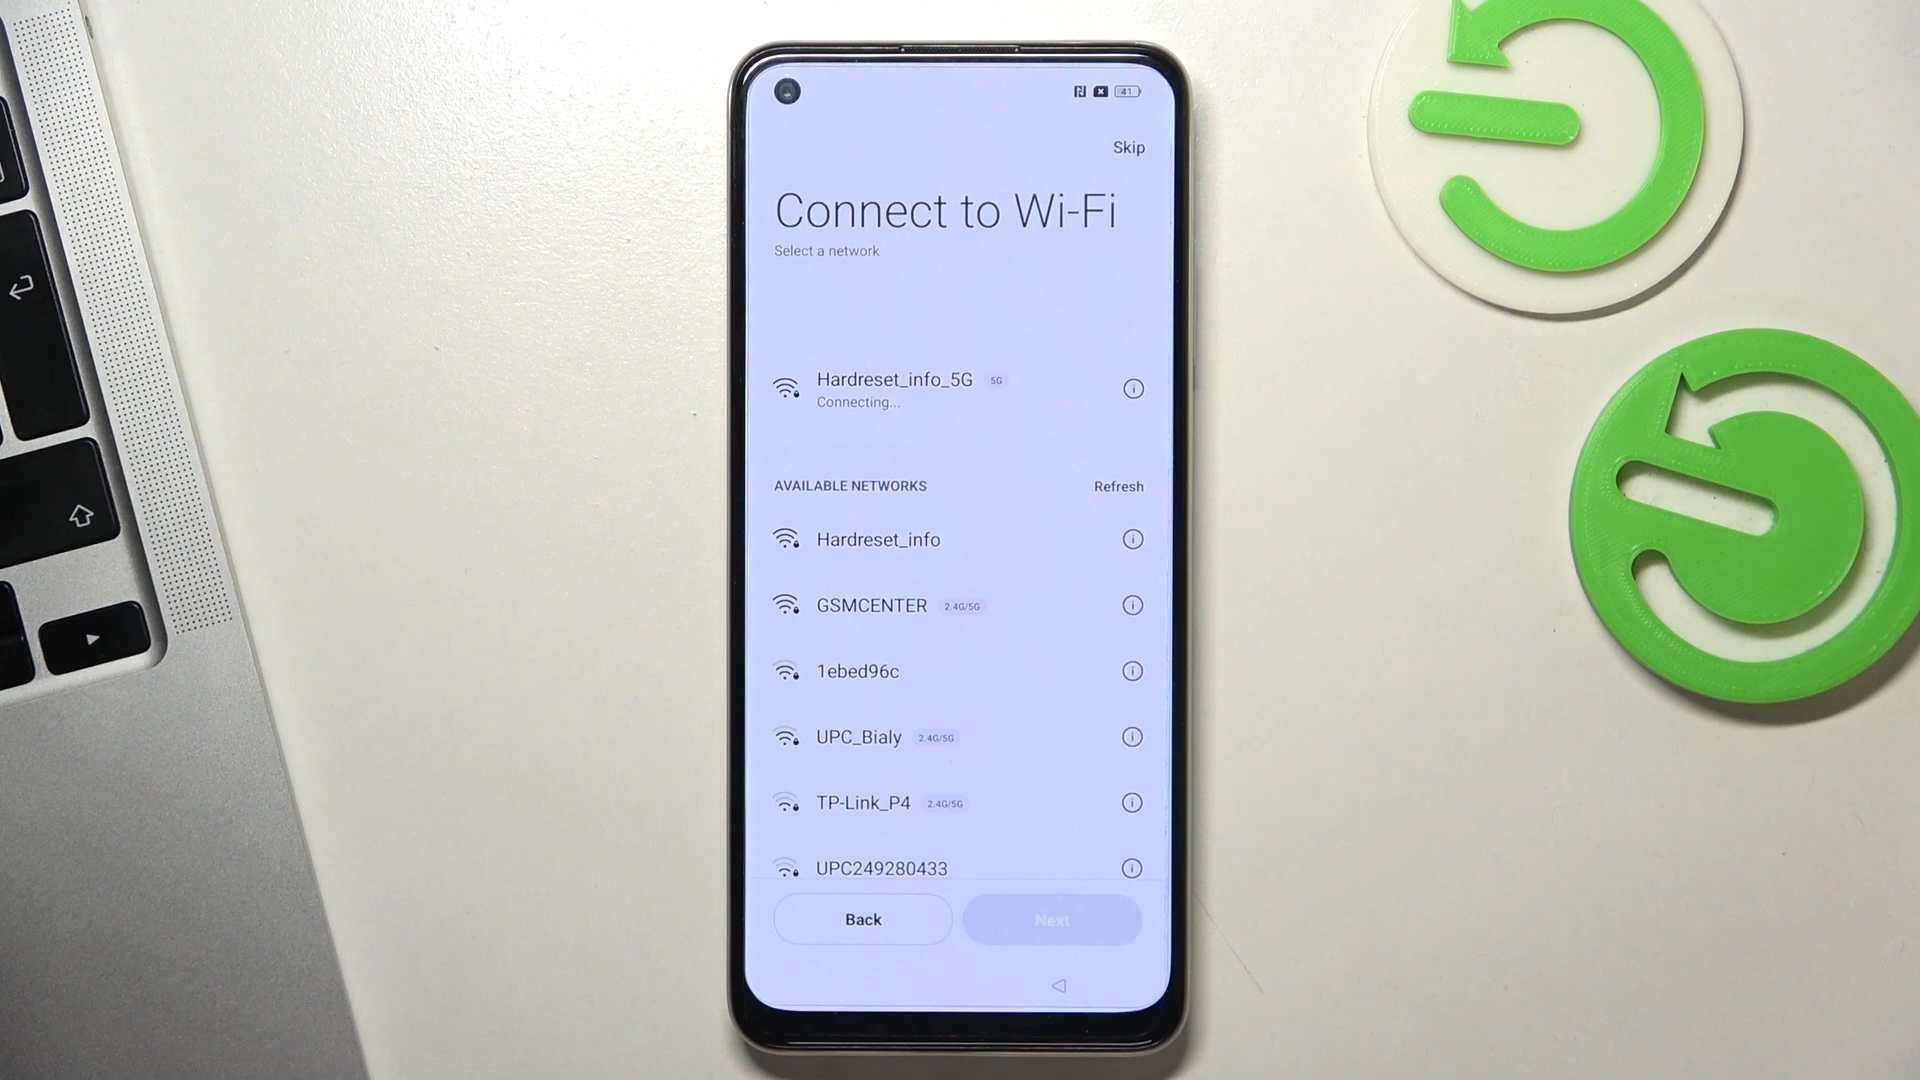 41
Skip
Connect to Wi-Fi
Select a network
Hardreset_info_5G 5G
Connecting...
AVAILABLE NETWORKS Refresh
Hardreset_info
GSMCENTER 2.4G/5G
1ebed96c
UPC_Bialy 2.4G/5G
TP-Link_P4 2.4G/5G
UPC249280433
Back Next